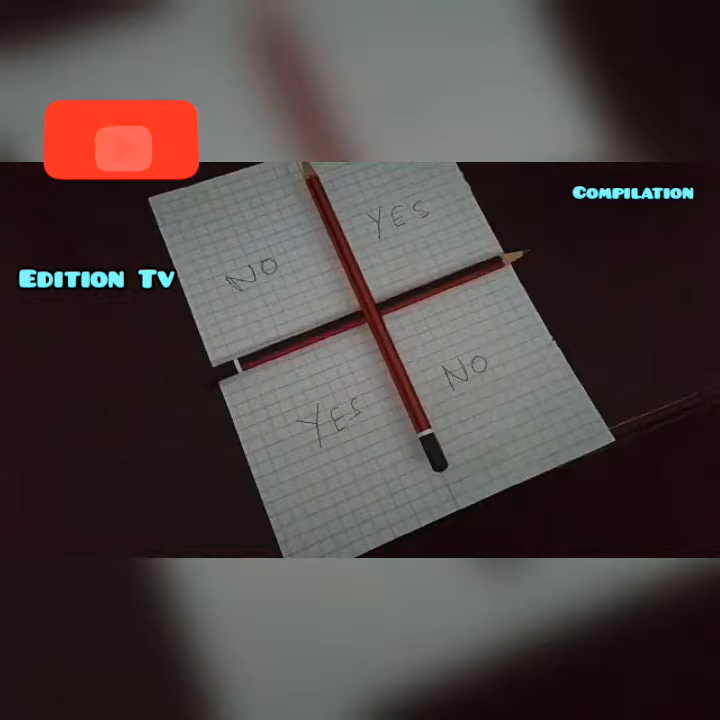 COMPILATION
YES
EDITION TV
NO
NO
YES